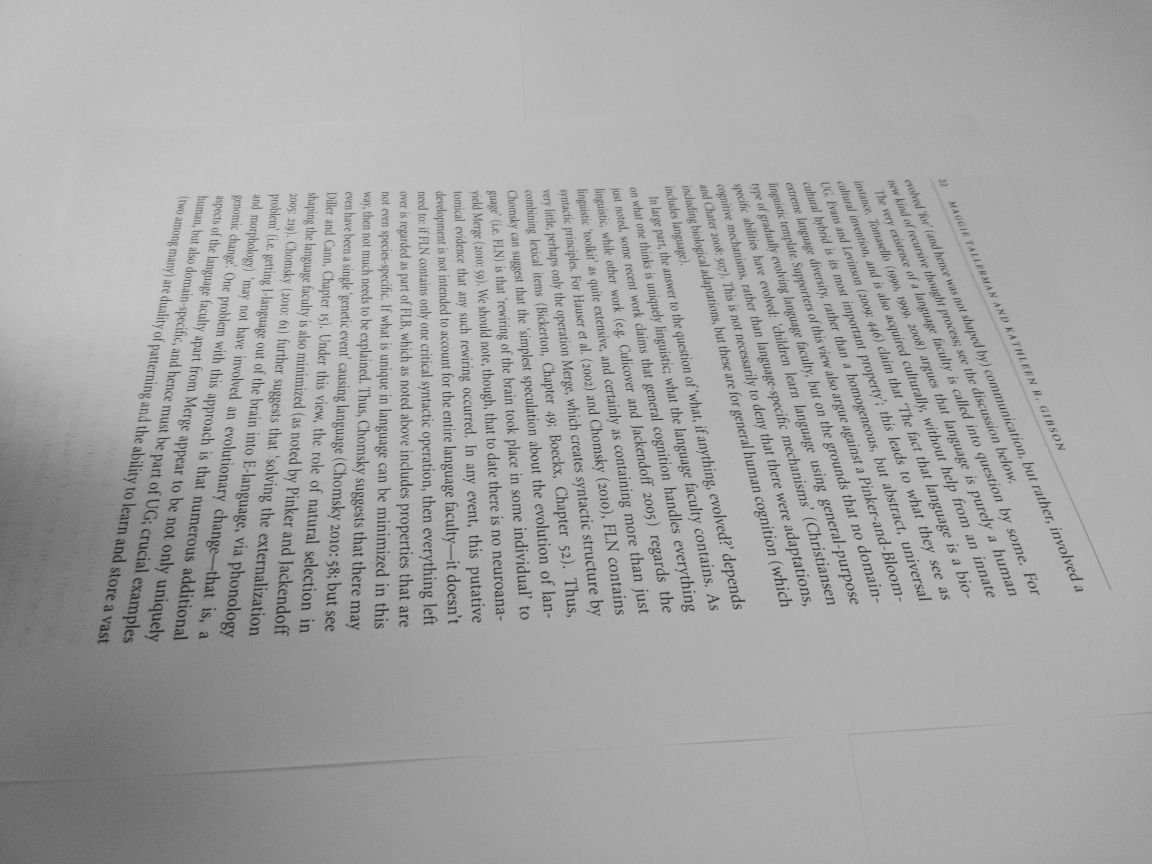 22 MAGGIE TALLERMAN AND KATHLEEN R. GIBSON
evolved 'for' (and hence was not shaped by) communication, but rather, involved a
new kind of recursive thought process; see the discussion below.
The very existence of a language faculty is called into question by some. For
instance, Tomasello (1990, 1999, 2008) argues that language is purely a human
cultural invention, and is also acquired culturally, without help from an innate
UG. Evans and Levinson (2009: 446) claim that 'The fact that language is a bio-
cultural hybrid is its most important property'; this leads to what they see as
extreme language diversity, rather than a homogeneous, but abstract, universal
linguistic template. Supporters of this view also argue against a Pinker-and-Bloom-
type of gradually evolving language faculty, but on the grounds that no domain-
specific abilities have evolved: 'children learn language using general-purpose
cognitive mechanisms, rather than language-specific mechanisms' (Christiansen
and Chater 2008: 507). This is not necessarily to deny that there were adaptations,
including biological adaptations, but these are for general human cognition (which
includes language).
In large part, the answer to the question of 'what, if anything, evolved?' depends
on what one thinks is uniquely linguistic; what the language faculty contains. As
just noted, some recent work claims that general cognition handles everything
linguistic, while other work (e.g. Culicover and Jackendoff 2005) regards the
linguistic 'toolkit' as quite extensive, and certainly as containing more than just
syntactic principles. For Hauser et al. (2002) and Chomsky (2010), FLN contains
very little, perhaps only the operation Merge, which creates syntactic structure by
combining lexical items (Bickerton, Chapter 49; Boeckx, Chapter 52). Thus,
Chomsky can suggest that the 'simplest speculation about the evolution of lan-
guage' (i.e. FLN) is that 'rewiring of the brain took place in some individual' to
yield Merge (2010: 59). We should note, though, that to date there is no neuroana-
tomical evidence that any such rewiring occurred. In any event, this putative
development is not intended to account for the entire language faculty—it doesn't
need to: if FLN contains only one critical syntactic operation, then everything left
over is regarded as part of FLB, which as noted above includes properties that are
not even species-specific. If what is unique in language can be minimized in this
way, then not much needs to be explained. Thus, Chomsky suggests that there may
even have been a single 'genetic event' causing language (Chomsky 2010: 58; but see
Diller and Cann, Chapter 15). Under this view, the role of natural selection in
shaping the language faculty is also minimized (as noted by Pinker and Jackendoff
2005: 219). Chomsky (2010: 61) further suggests that 'solving the externalization
problem' (i.e. getting I-language out of the brain into E-language, via phonology
and morphology) 'may not have involved an evolutionary change—that is, a
genomic change'. One problem with this approach is that numerous additional
aspects of the language faculty apart from Merge appear to be not only uniquely
human, but also domain-specific, and hence must be part of UG; crucial examples
(two among many) are duality of patterning and the ability to learn and store a vast